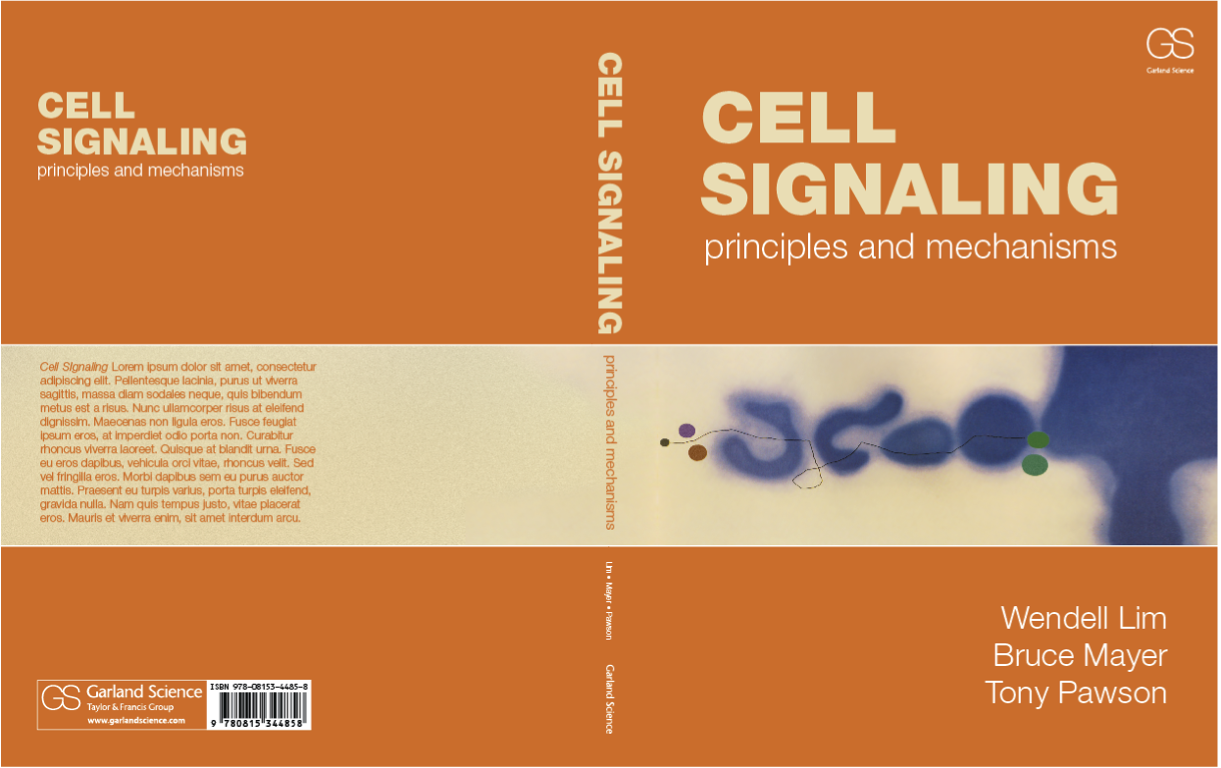 CELL
SIGNALING
principles and mechanisms
Cell Signaling Lorem ipsum dolor sit amet, consectetur
adipiscing elit. Pellentesque lacinia, purus ut viverra
sagittis, massa diam sodales neque, quis bibendum
metus est a risus. Nunc ullamcorper risus at eleifend
dignissim. Maecenas non ligula eros. Fusce feugiat
ipsum eros, at imperdiet odio porta non. Curabitur
rhoncus viverra laoreet. Quisque at blandit urna. Fusce
eu eros dapibus, vehicula orci vitae, rhoncus velit. Sed
vel fringilla eros. Morbi dapibus sem eu purus auctor
mattis. Praesent eu turpis varius, porta turpis eleifend,
gravida nulla. Nam quis tempus justo, vitae placerat
eros. Mauris et viverra enim, sit amet interdum arcu.
GS Garland Science
Taylor & Francis Group
www.garlandscience.com
ISBN 978-08153-4485-8
9 780815 344858
CELL SIGNALING
principles and mechanisms
Lim • Mayer • Pawson
Garland Science
GS
Garland Science
CELL
SIGNALING
principles and mechanisms
Wendell Lim
Bruce Mayer
Tony Pawson